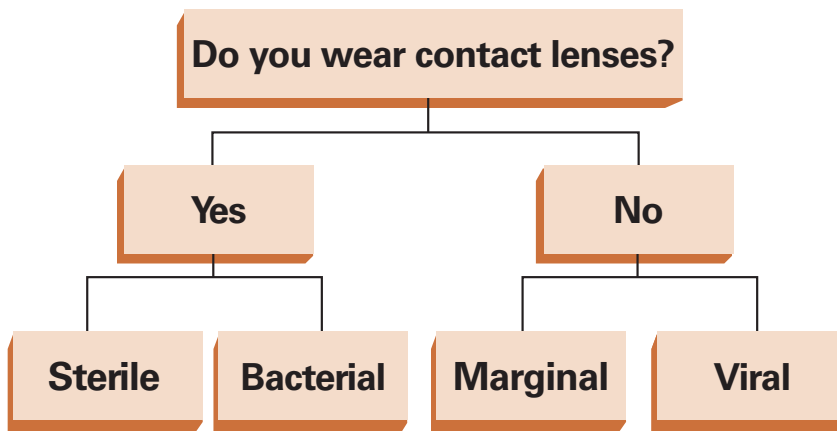 Do you wear contact lenses?
Yes
No
Sterile
Bacterial
Marginal
Viral